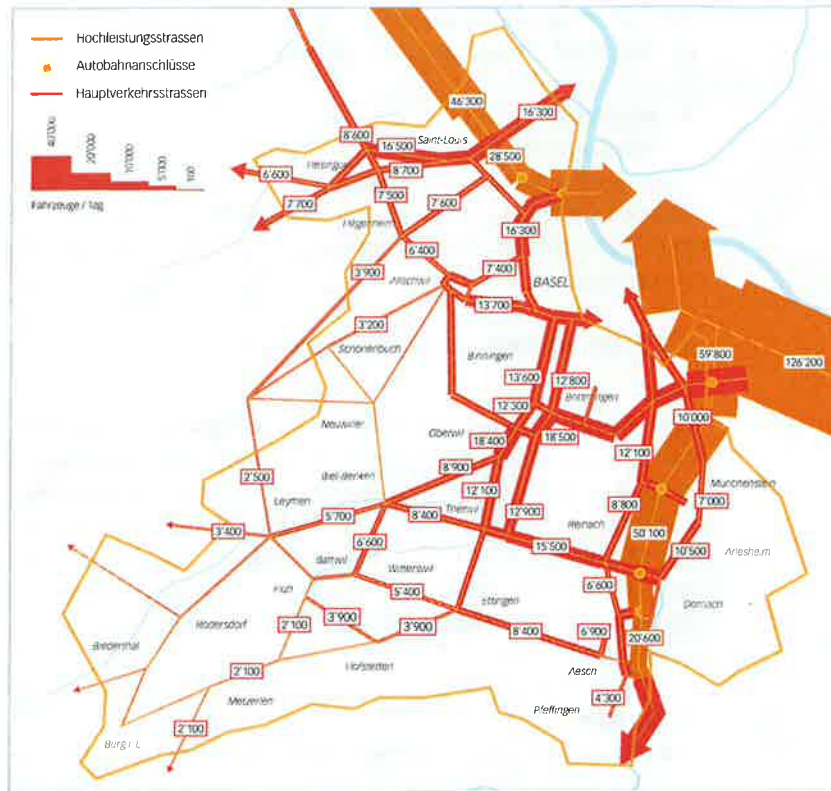 Hochleistungsstrassen
Autobahnanschlüsse
Hauptverkehrsstrassen
40'000
20'000
10'000
5'000
100
Fahrzeuge / Tag
46'300
16'300
8'600
16'500
Saint-Louis
28'500
8'700
6'600
7'500
7'700
7'600
16'300
6'400
3'900
7'400
BASEL
Allschwil
13'700
3'200
Schönenbuch
59'800
126'200
Binningen
13'600
12'800
Bottmingen
10'000
12'300
Neuwiller
Oberwil
18'400
18'500
12'100
8'900
Biel-Benken
2'500
Leymen
12'100
8'800
Münchenstein
7'000
Therwil
12'900
5'700
8'400
3'400
Reinach
50'100
6'600
15'500
10'500
Arlesheim
Bättwil
Witterswil
Flüh
5'400
Ettingen
6'600
Dornach
Rodersdorf
2'100
3'900
3'900
8'400
6'900
20'600
Biederthal
Hofstetten
2'100
Aesch
Metzerlen
4'300
Pfeffingen
2'100
Burg i. L.